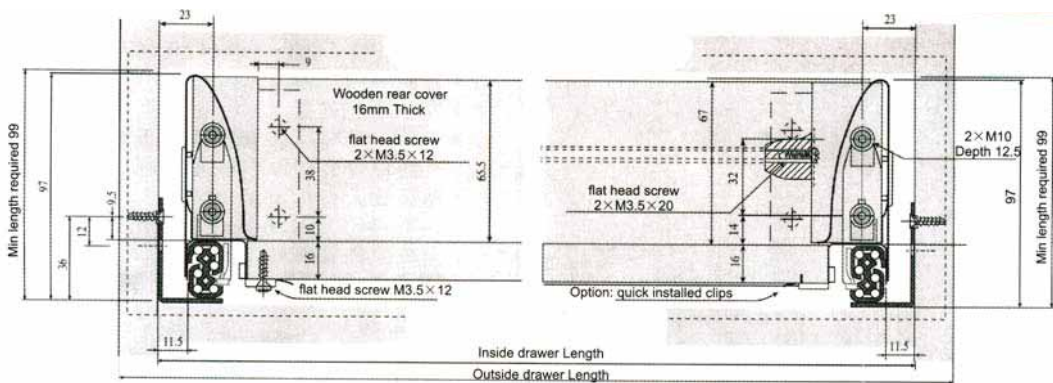 23
23
9
Wooden rear cover
16mm Thick
flat head screw
2×M3.5×12
flat head screw
2×M3.5×20
2×M10
Depth 12.5
Min length required 99
97
9.5
12
36
38
10
16
65.5
67
32
14
16
97
Min length required 99
flat head screw M3.5×12
Option: quick installed clips
11.5
11.5
Inside drawer Length
Outside drawer Length